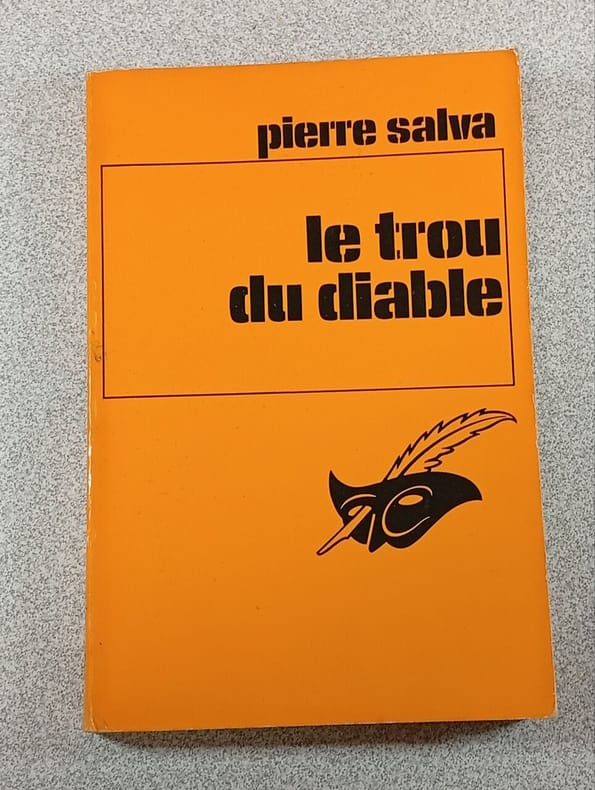 pierre salva
le trou
du diable